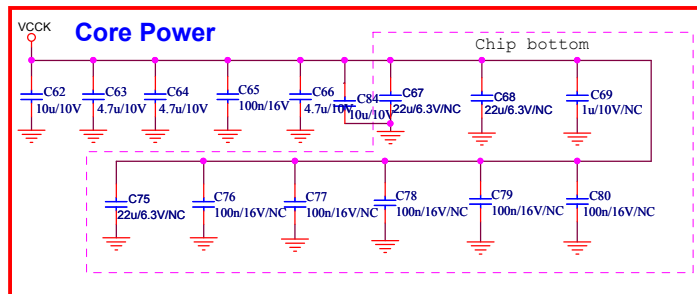 VCCK
Core Power
Chip bottom
C62
10u/10V
C63
4.7u/10V
C64
4.7u/10V
C65
100n/16V
C66
4.7u/10V
C84
10u/10V
C67
22u/6.3V/NC
C68
22u/6.3V/NC
C69
1u/10V/NC
C75
22u/6.3V/NC
C76
100n/16V/NC
C77
100n/16V/NC
C78
100n/16V/NC
C79
100n/16V/NC
C80
100n/16V/NC